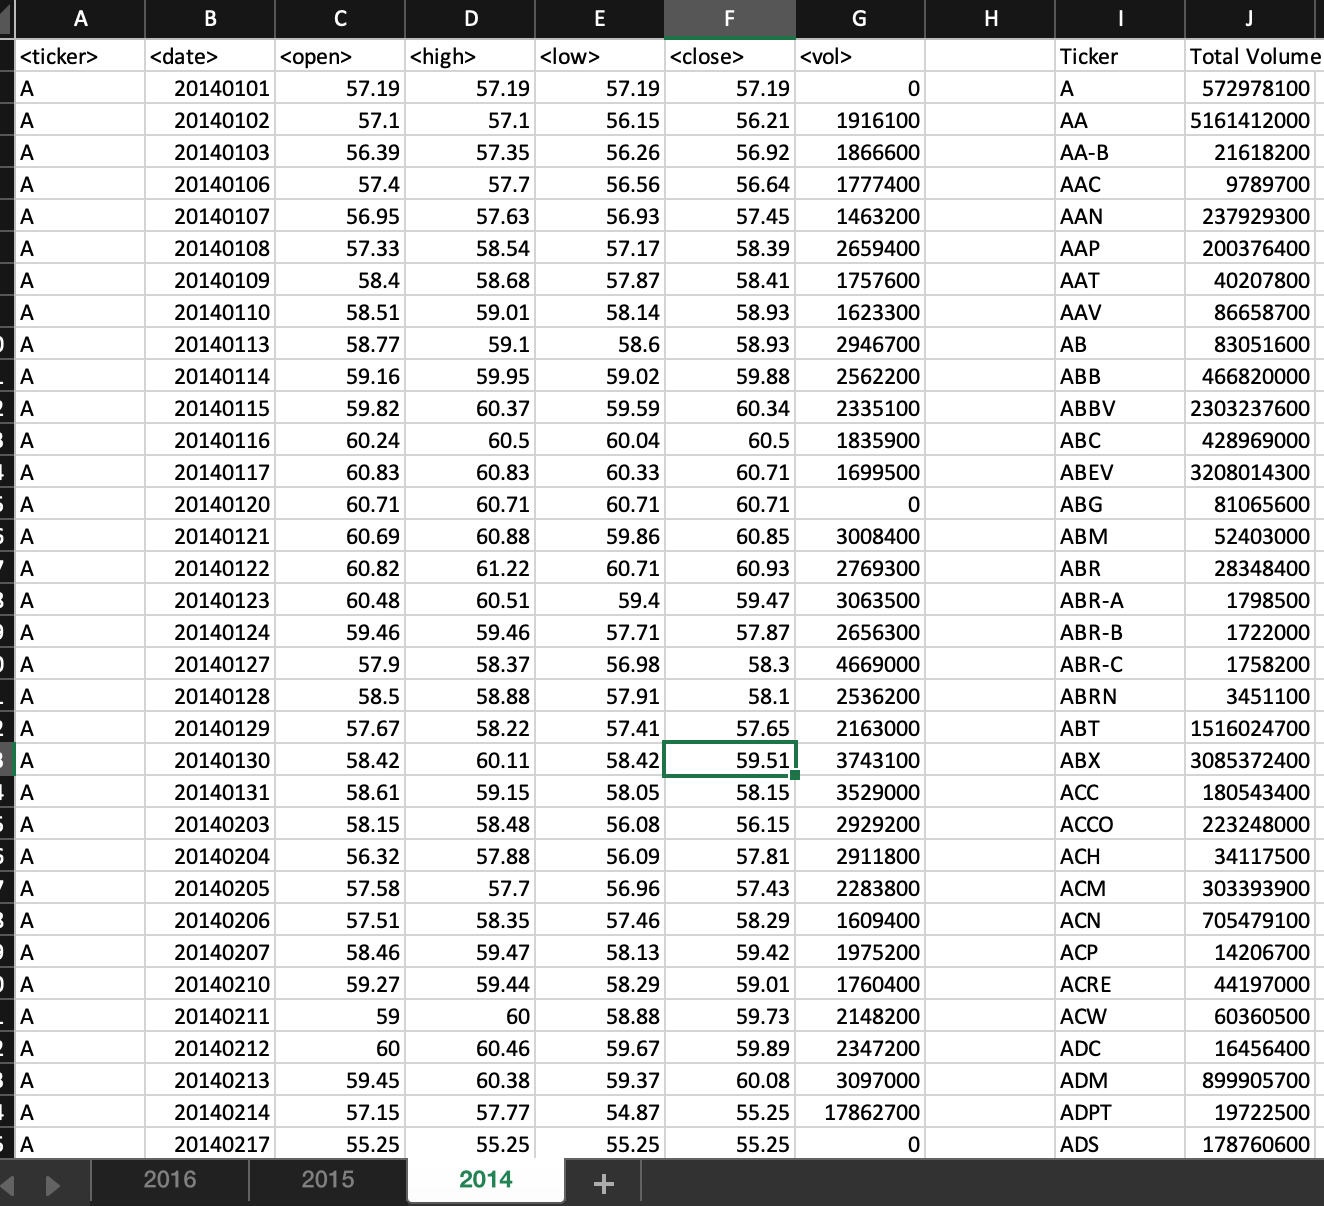 A B C D E F G H I J
<ticker> <date> <open> <high> <low> <close> <vol> Ticker Total Volume
A 20140101 57.19 57.19 57.19 57.19 0 A 572978100
A 20140102 57.1 57.1 56.15 56.21 1916100 AA 5161412000
A 20140103 56.39 57.35 56.26 56.92 1866600 AA-B 21618200
A 20140106 57.4 57.7 56.56 56.64 1777400 AAC 9789700
A 20140107 56.95 57.63 56.93 57.45 1463200 AAN 237929300
A 20140108 57.33 58.54 57.17 58.39 2659400 AAP 200376400
A 20140109 58.4 58.68 57.87 58.41 1757600 AAT 40207800
A 20140110 58.51 59.01 58.14 58.93 1623300 AAV 86658700
A 20140113 58.77 59.1 58.6 58.93 2946700 AB 83051600
A 20140114 59.16 59.95 59.02 59.88 2562200 ABB 466820000
A 20140115 59.82 60.37 59.59 60.34 2335100 ABBV 2303237600
A 20140116 60.24 60.5 60.04 60.5 1835900 ABC 428969000
A 20140117 60.83 60.83 60.33 60.71 1699500 ABEV 3208014300
A 20140120 60.71 60.71 60.71 60.71 0 ABG 81065600
A 20140121 60.69 60.88 59.86 60.85 3008400 ABM 52403000
A 20140122 60.82 61.22 60.71 60.93 2769300 ABR 28348400
A 20140123 60.48 60.51 59.4 59.47 3063500 ABR-A 1798500
A 20140124 59.46 59.46 57.71 57.87 2656300 ABR-B 1722000
A 20140127 57.9 58.37 56.98 58.3 4669000 ABR-C 1758200
A 20140128 58.5 58.88 57.91 58.1 2536200 ABRN 3451100
A 20140129 57.67 58.22 57.41 57.65 2163000 ABT 1516024700
A 20140130 58.42 60.11 58.42 59.51 3743100 ABX 3085372400
A 20140131 58.61 59.15 58.05 58.15 3529000 ACC 180543400
A 20140203 58.15 58.48 56.08 56.15 2929200 ACCO 223248000
A 20140204 56.32 57.88 56.09 57.81 2911800 ACH 34117500
A 20140205 57.58 57.7 56.96 57.43 2283800 ACM 303393900
A 20140206 57.51 58.35 57.46 58.29 1609400 ACN 705479100
A 20140207 58.46 59.47 58.13 59.42 1975200 ACP 14206700
A 20140210 59.27 59.44 58.29 59.01 1760400 ACRE 44197000
A 20140211 59 60 58.88 59.73 2148200 ACW 60360500
A 20140212 60 60.46 59.67 59.89 2347200 ADC 16456400
A 20140213 59.45 60.38 59.37 60.08 3097000 ADM 899905700
A 20140214 57.15 57.77 54.87 55.25 17862700 ADPT 19722500
A 20140217 55.25 55.25 55.25 55.25 0 ADS 178760600
2016 2015 2014 +